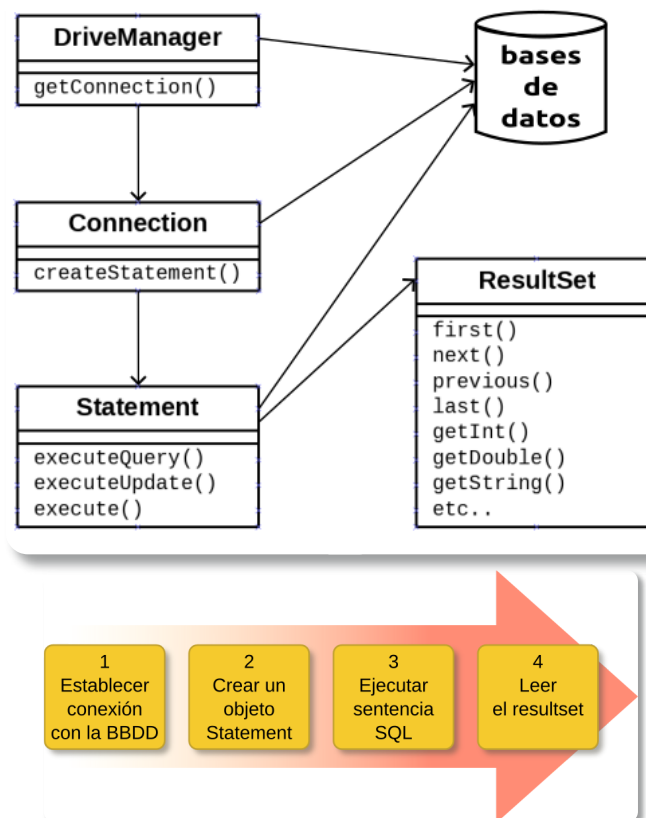 DriveManager
getConnection()
bases
de
datos
Connection
createStatement()
ResultSet
first()
next()
previous()
last()
getInt()
getDouble()
getString()
etc..
Statement
executeQuery()
executeUpdate()
execute()
1
Establecer
conexión
con la BBDD
2
Crear un
objeto
Statement
3
Ejecutar
sentencia
SQL
4
Leer
el resultset